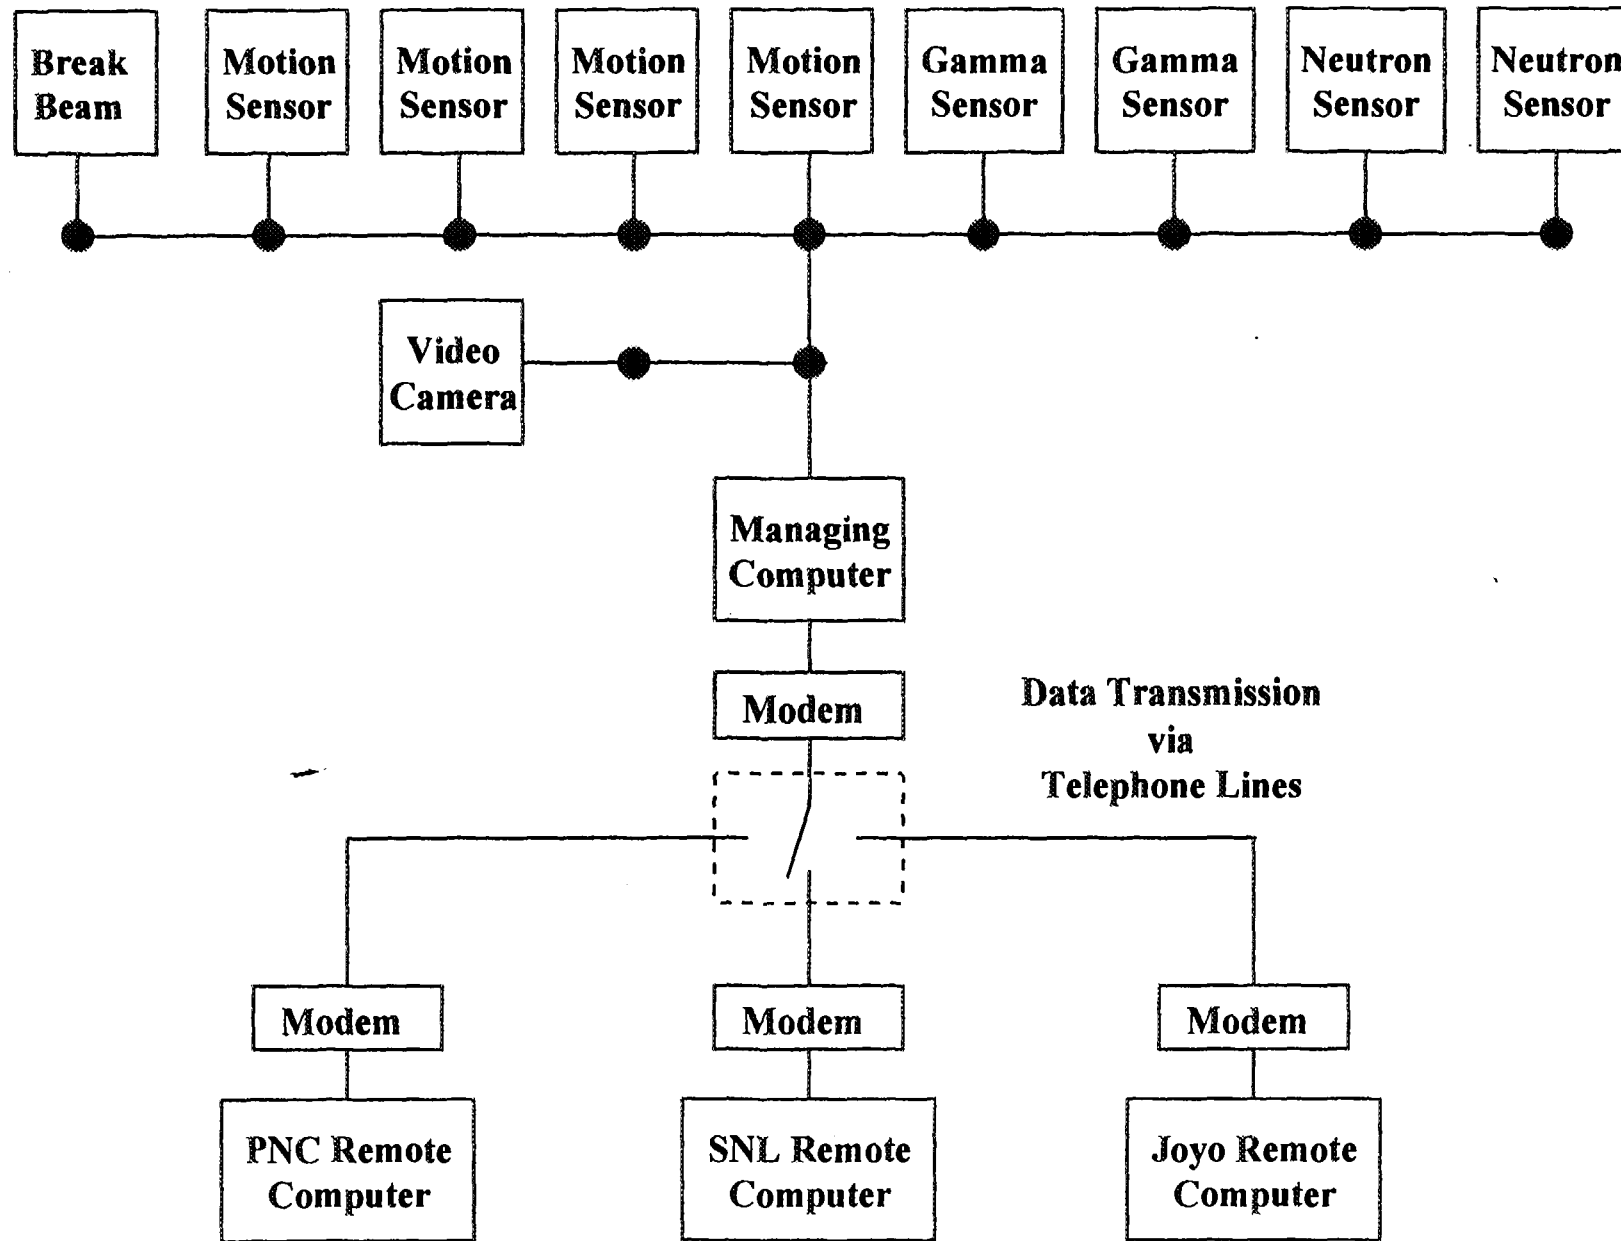 Break
Beam
Motion
Sensor
Motion
Sensor
Motion
Sensor
Motion
Sensor
Gamma
Sensor
Gamma
Sensor
Neutron
Sensor
Neutron
Sensor
Video
Camera
Managing
Computer
Modem
Data Transmission
via
Telephone Lines
Modem
Modem
Modem
PNC Remote
Computer
SNL Remote
Computer
Joyo Remote
Computer